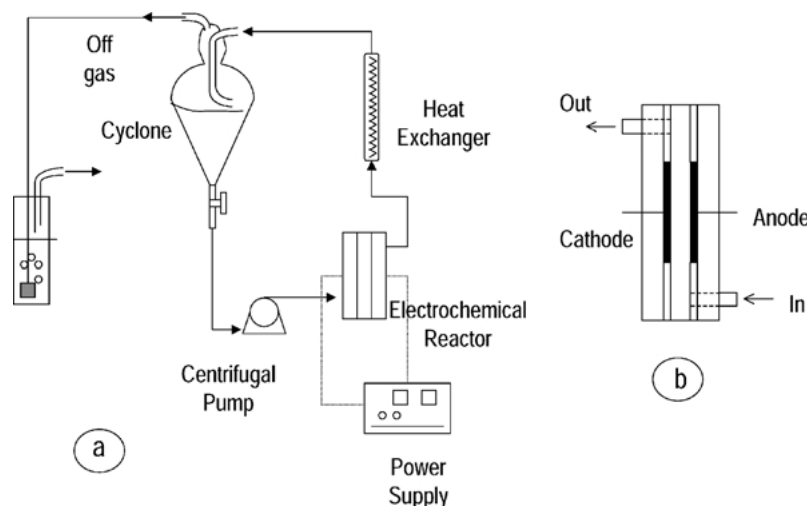 Off
gas
Cyclone
Heat
Exchanger
Electrochemical
Reactor
Centrifugal
Pump
Power
Supply
a
Out
Cathode
Anode
In
b